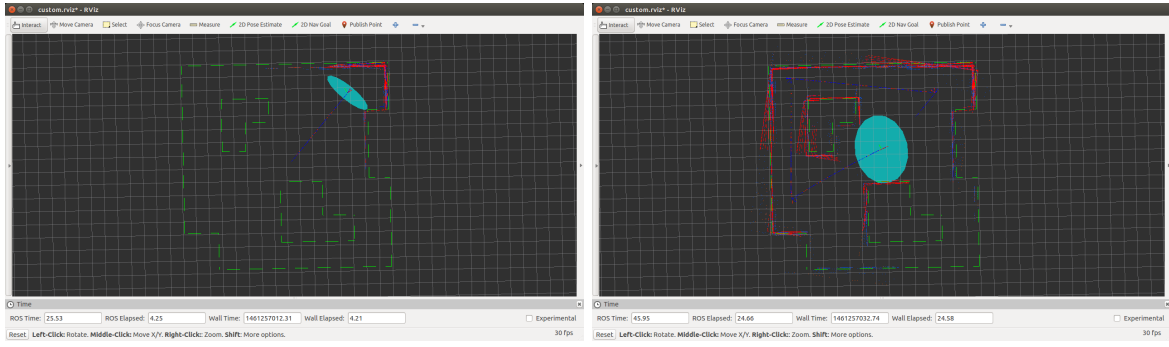 custom.rviz* - RViz
Interact Move Camera Select Focus Camera Measure 2D Pose Estimate 2D Nav Goal Publish Point
Time
ROS Time: 25.53 ROS Elapsed: 4.25 Wall Time: 1461257012.31 Wall Elapsed: 4.21 Experimental
Reset Left-Click: Rotate. Middle-Click: Move X/Y. Right-Click: Zoom. Shift: More options. 30 fps
custom.rviz* - RViz
Interact Move Camera Select Focus Camera Measure 2D Pose Estimate 2D Nav Goal Publish Point
Time
ROS Time: 45.95 ROS Elapsed: 24.66 Wall Time: 1461257032.74 Wall Elapsed: 24.58 Experimental
Reset Left-Click: Rotate. Middle-Click: Move X/Y. Right-Click: Zoom. Shift: More options. 30 fps